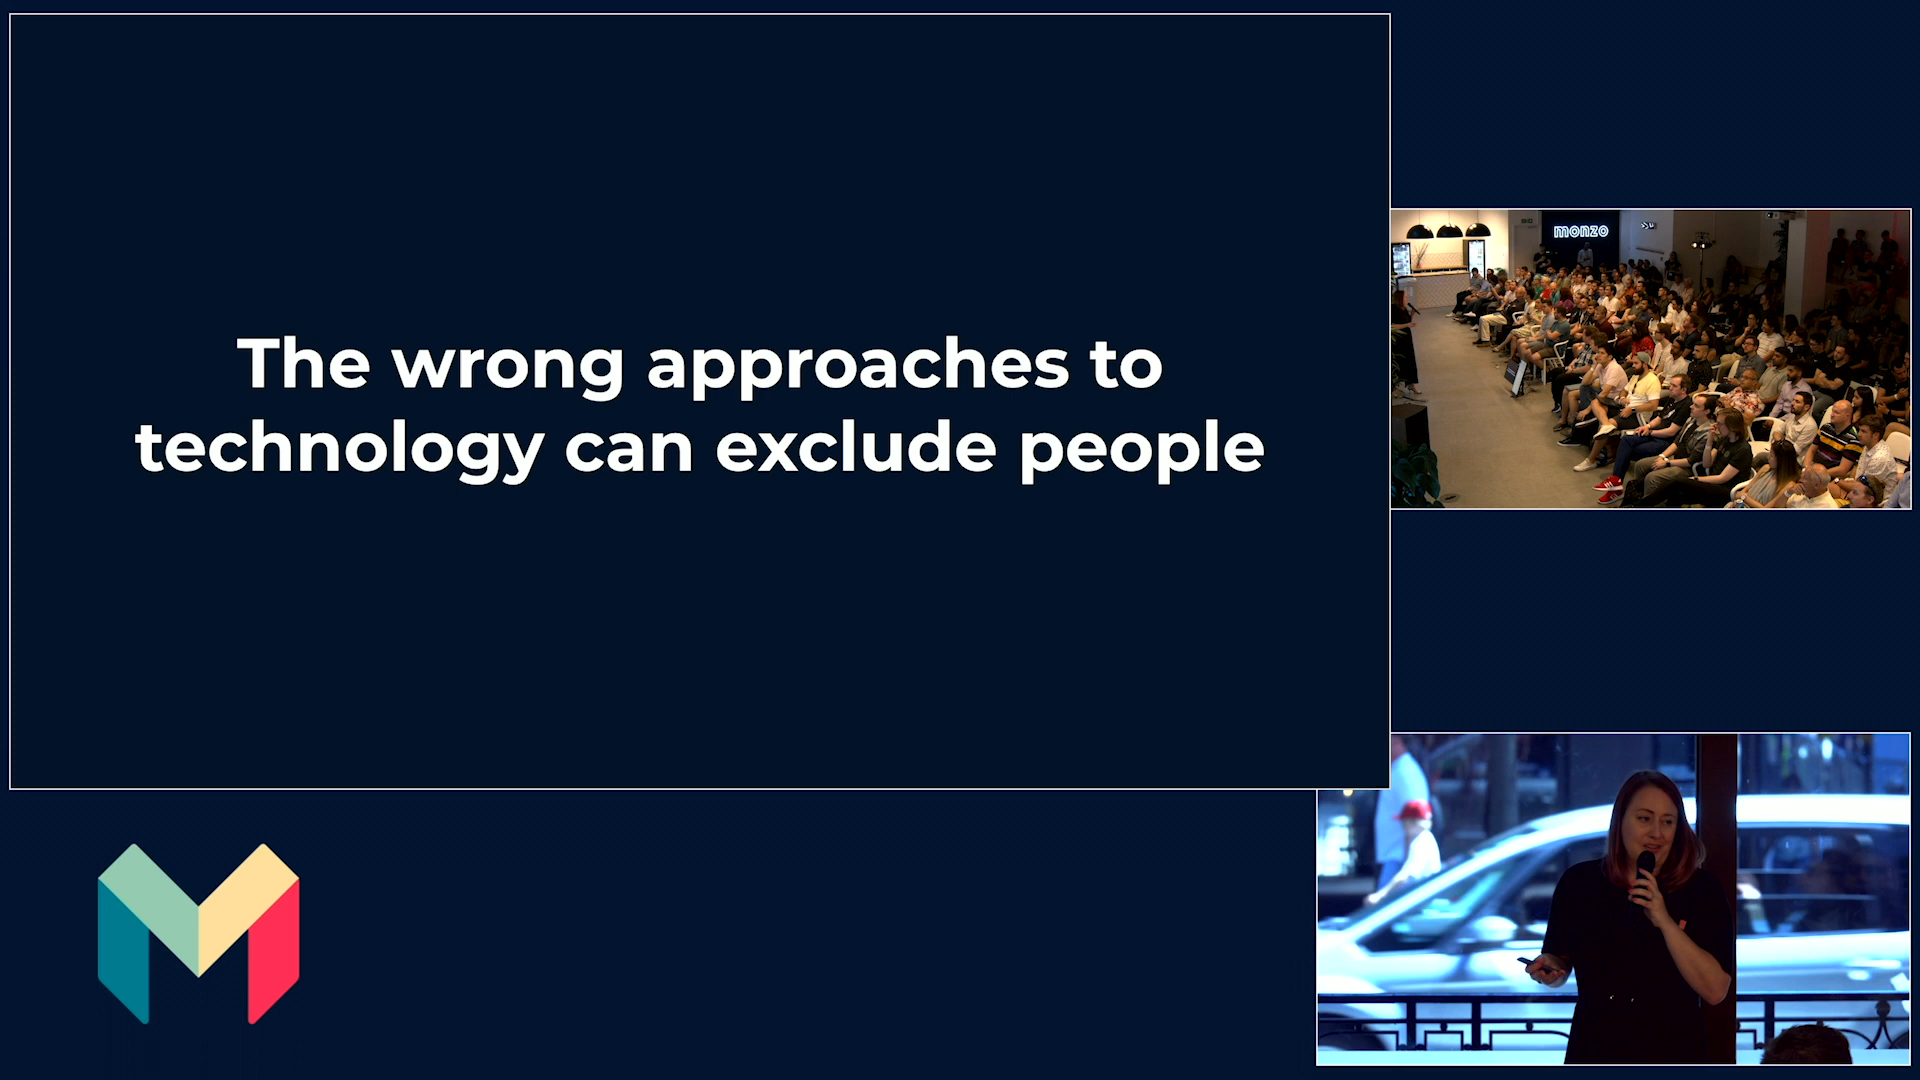 The wrong approaches to
technology can exclude people
monzo